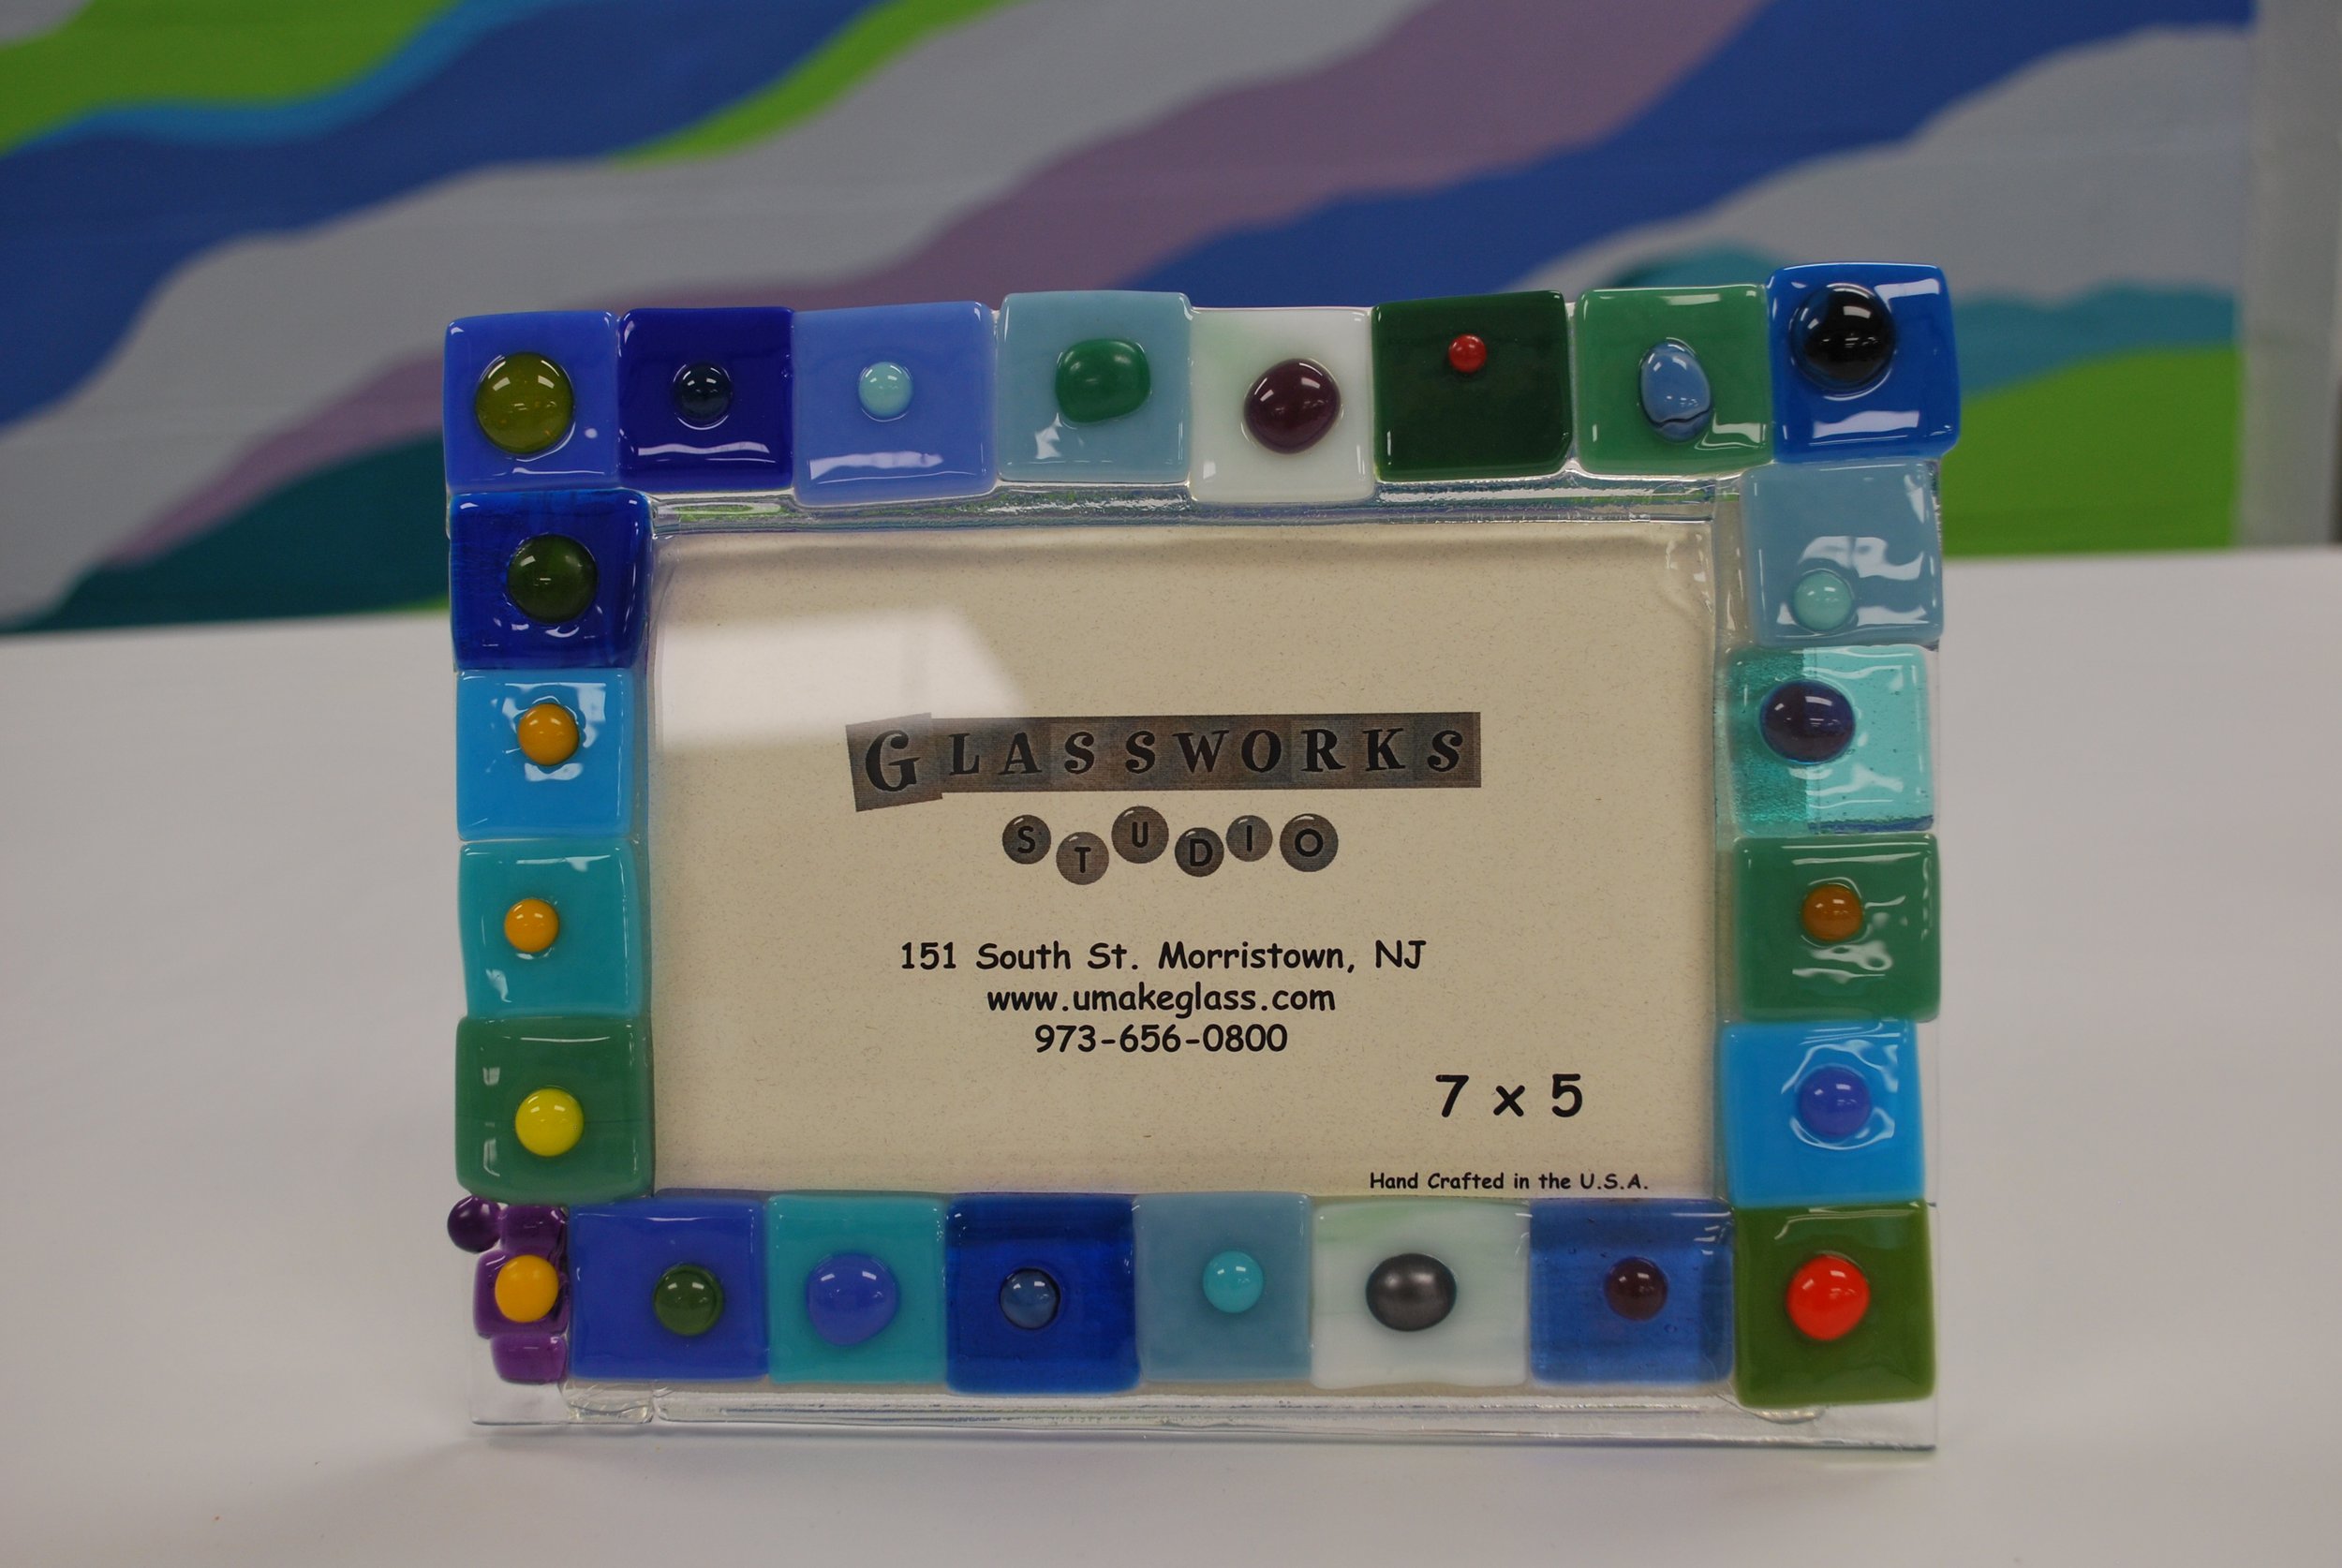 GLASSWORKS
STUDIO
151 South St. Morristown, NJ
www.umakeglass.com
973-656-0800
7 x 5
Hand Crafted in the U.S.A.